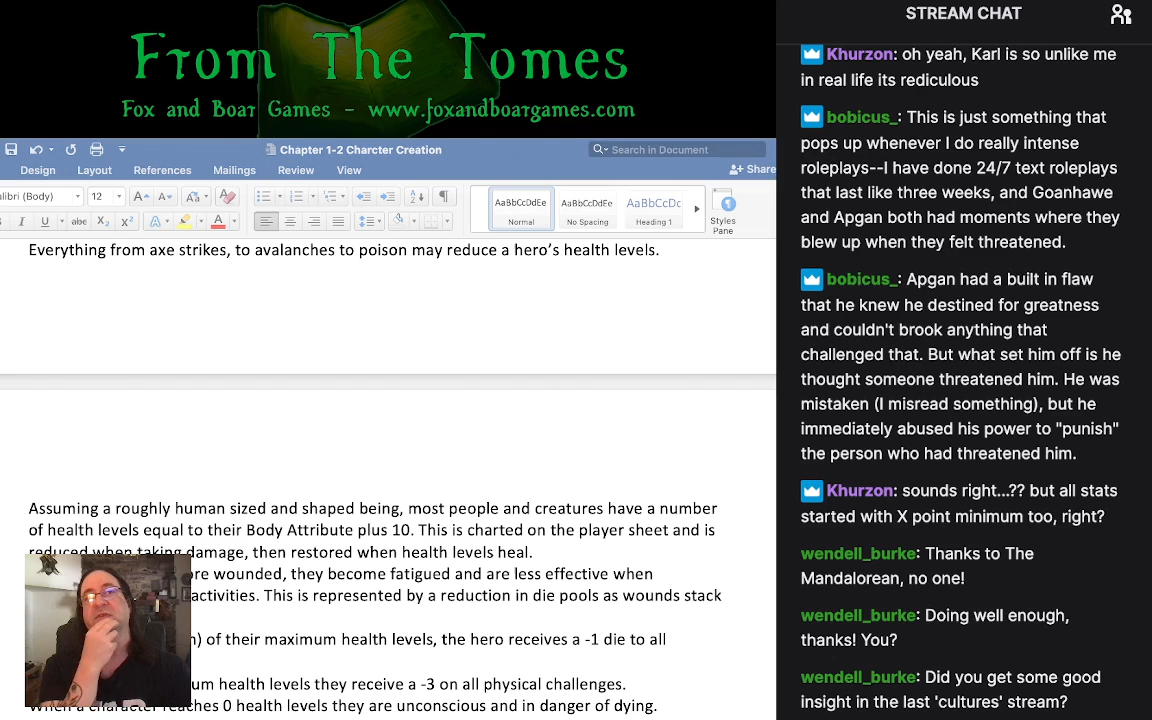 From The Tomes
Fox and Boar Games - www.foxandboargames.com
Chapter 1-2 Charcter Creation
Search in Document
Design Layout References Mailings Review View
Share
alibri (Body) 12
AaBbCcDdEe AaBbCcDdEe AaBbCcDc
Normal No Spacing Heading 1
Styles
Pane
Everything from axe strikes, to avalanches to poison may reduce a hero's health levels.
Assuming a roughly human sized and shaped being, most people and creatures have a number
of health levels equal to their Body Attribute plus 10. This is charted on the player sheet and is
reduced when taking damage, then restored when health levels heal.
re wounded, they become fatigued and are less effective when
activities. This is represented by a reduction in die pools as wounds stack
) of their maximum health levels, the hero receives a -1 die to all
um health levels they receive a -3 on all physical challenges.
When a character reaches 0 health levels they are unconscious and in danger of dying.
STREAM CHAT
Khurzon: oh yeah, Karl is so unlike me
in real life its rediculous
bobicus_: This is just something that
pops up whenever I do really intense
roleplays--I have done 24/7 text roleplays
that last like three weeks, and Goanhawe
and Apgan both had moments where they
blew up when they felt threatened.
bobicus_: Apgan had a built in flaw
that he knew he destined for greatness
and couldn't brook anything that
challenged that. But what set him off is he
thought someone threatened him. He was
mistaken (I misread something), but he
immediately abused his power to "punish"
the person who had threatened him.
Khurzon: sounds right...?? but all stats
started with X point minimum too, right?
wendell_burke: Thanks to The
Mandalorean, no one!
wendell_burke: Doing well enough,
thanks! You?
wendell_burke: Did you get some good
insight in the last 'cultures' stream?